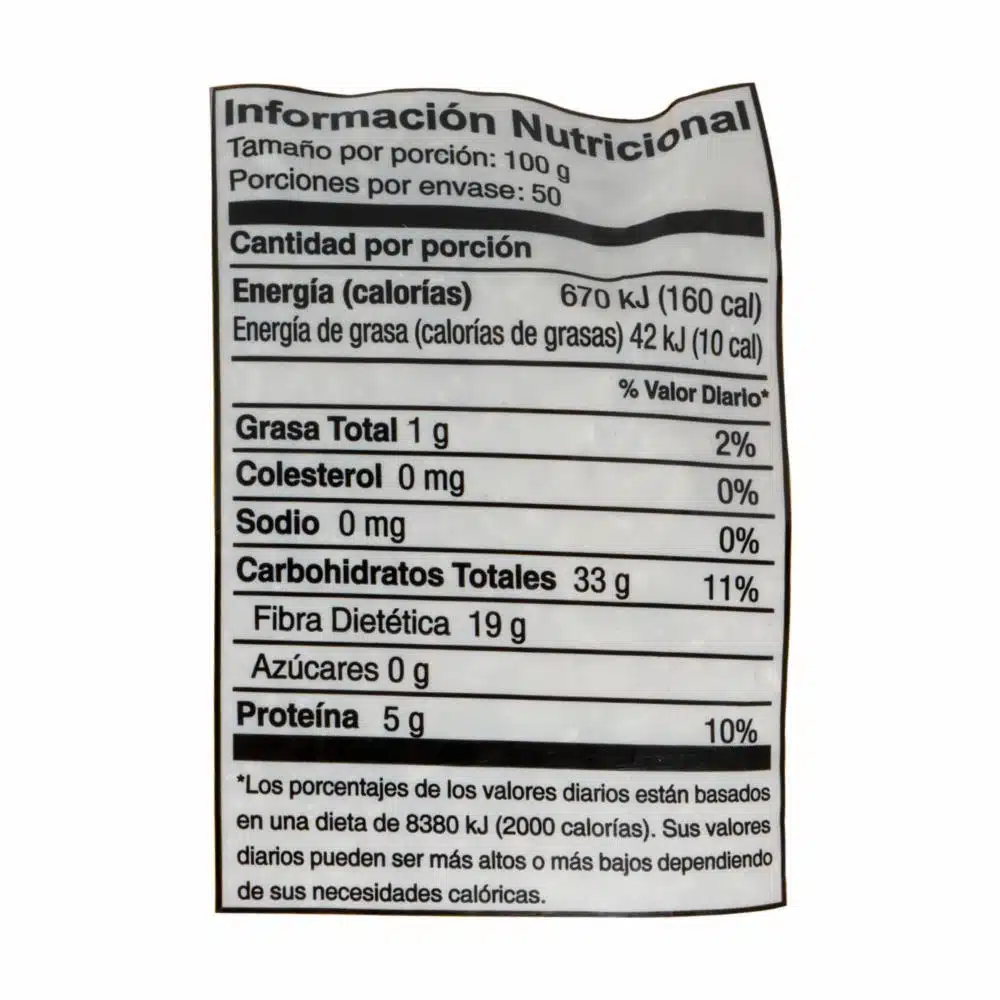 Información Nutricional
Tamaño por porción: 100 g
Porciones por envase: 50
Cantidad por porción
Energía (calorías) 670 kJ (160 cal)
Energía de grasa (calorías de grasas) 42 kJ (10 cal)
% Valor Diario*
Grasa Total 1 g 2%
Colesterol 0 mg 0%
Sodio 0 mg 0%
Carbohidratos Totales 33 g 11%
Fibra Dietética 19 g
Azúcares 0 g
Proteína 5 g 10%
*Los porcentajes de los valores diarios están basados
en una dieta de 8380 kJ (2000 calorías). Sus valores
diarios pueden ser más altos o más bajos dependiendo
de sus necesidades calóricas.